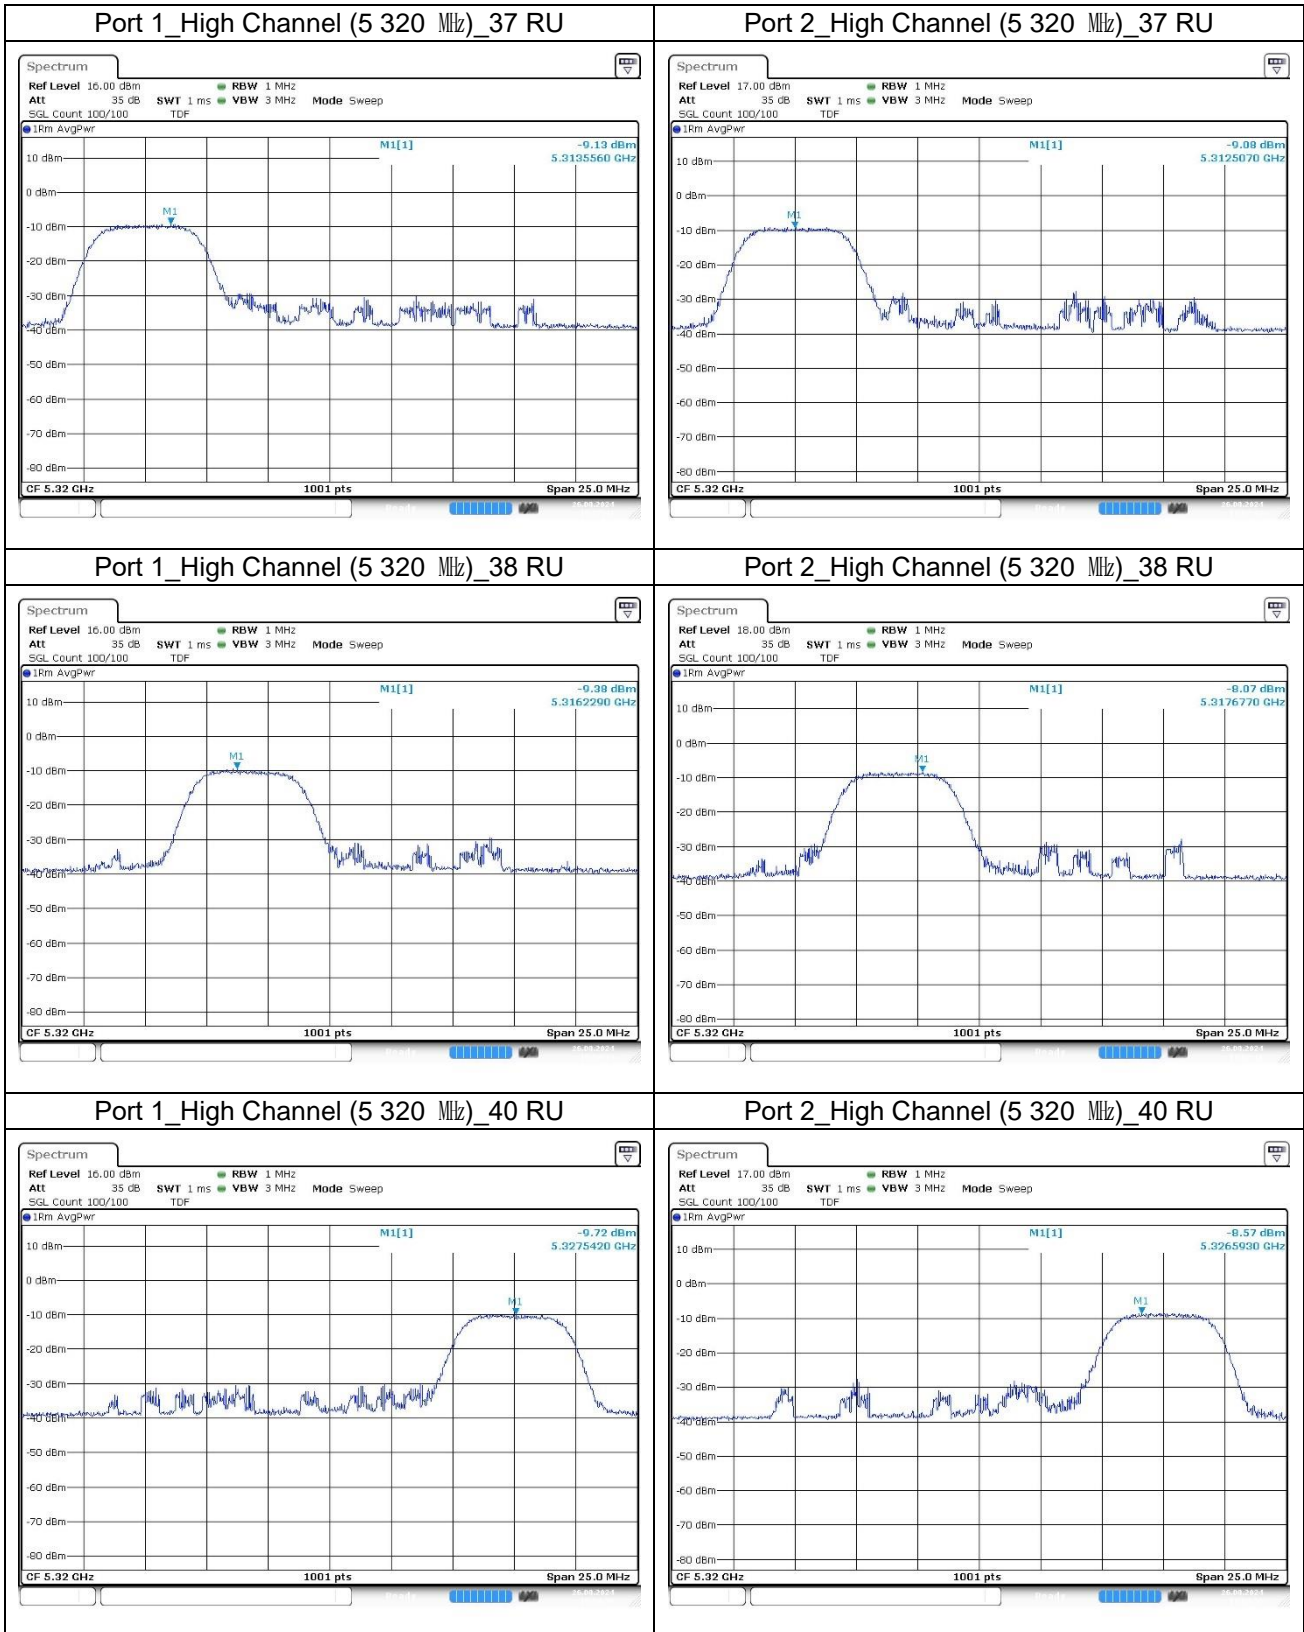 Port 1_High Channel (5 320 ㎒)_37 RU
Spectrum
Ref Level 16.00 dBm RBW 1 MHz
Att 35 dB SWT 1 ms VBW 3 MHz Mode Sweep
SGL Count 100/100 TDF
1Rm AvgPwr
M1[1] -9.13 dBm
5.3135560 GHz
10 dBm
0 dBm
M1
-10 dBm
-20 dBm
-30 dBm
-40 dBm
-50 dBm
-60 dBm
-70 dBm
-80 dBm
CF 5.32 GHz 1001 pts Span 25.0 MHz
Port 2_High Channel (5 320 ㎒)_37 RU
Spectrum
Ref Level 17.00 dBm RBW 1 MHz
Att 35 dB SWT 1 ms VBW 3 MHz Mode Sweep
SGL Count 100/100 TDF
1Rm AvgPwr
M1[1] -9.08 dBm
5.3125070 GHz
10 dBm
0 dBm
M1
-10 dBm
-20 dBm
-30 dBm
-40 dBm
-50 dBm
-60 dBm
-70 dBm
-80 dBm
CF 5.32 GHz 1001 pts Span 25.0 MHz
Port 1_High Channel (5 320 ㎒)_38 RU
Spectrum
Ref Level 16.00 dBm RBW 1 MHz
Att 35 dB SWT 1 ms VBW 3 MHz Mode Sweep
SGL Count 100/100 TDF
1Rm AvgPwr
M1[1] -9.38 dBm
5.3162290 GHz
10 dBm
0 dBm
M1
-10 dBm
-20 dBm
-30 dBm
-40 dBm
-50 dBm
-60 dBm
-70 dBm
-80 dBm
CF 5.32 GHz 1001 pts Span 25.0 MHz
Port 2_High Channel (5 320 ㎒)_38 RU
Spectrum
Ref Level 18.00 dBm RBW 1 MHz
Att 35 dB SWT 1 ms VBW 3 MHz Mode Sweep
SGL Count 100/100 TDF
1Rm AvgPwr
M1[1] -8.07 dBm
5.3176770 GHz
10 dBm
0 dBm
M1
-10 dBm
-20 dBm
-30 dBm
-40 dBm
-50 dBm
-60 dBm
-70 dBm
-80 dBm
CF 5.32 GHz 1001 pts Span 25.0 MHz
Port 1_High Channel (5 320 ㎒)_40 RU
Spectrum
Ref Level 16.00 dBm RBW 1 MHz
Att 35 dB SWT 1 ms VBW 3 MHz Mode Sweep
SGL Count 100/100 TDF
1Rm AvgPwr
M1[1] -9.72 dBm
5.3275420 GHz
10 dBm
0 dBm
M1
-10 dBm
-20 dBm
-30 dBm
-40 dBm
-50 dBm
-60 dBm
-70 dBm
-80 dBm
CF 5.32 GHz 1001 pts Span 25.0 MHz
Port 2_High Channel (5 320 ㎒)_40 RU
Spectrum
Ref Level 17.00 dBm RBW 1 MHz
Att 35 dB SWT 1 ms VBW 3 MHz Mode Sweep
SGL Count 100/100 TDF
1Rm AvgPwr
M1[1] -8.57 dBm
5.3265930 GHz
10 dBm
0 dBm
M1
-10 dBm
-20 dBm
-30 dBm
-40 dBm
-50 dBm
-60 dBm
-70 dBm
-80 dBm
CF 5.32 GHz 1001 pts Span 25.0 MHz